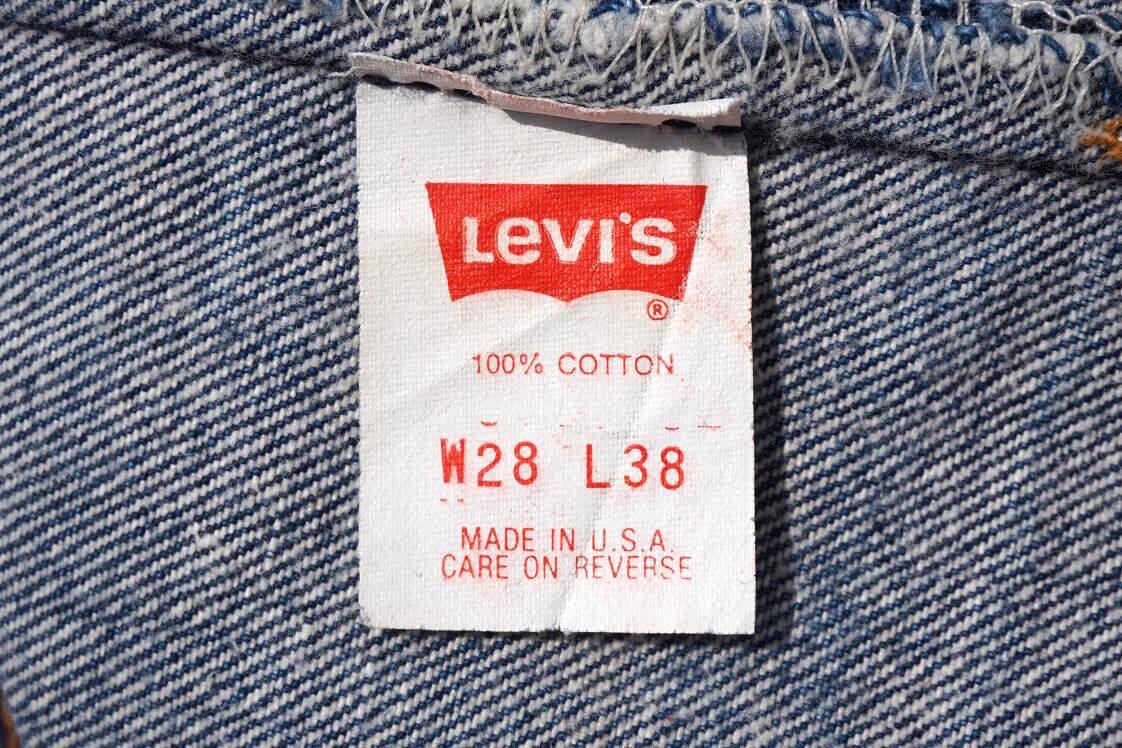 LEVI'S
®
100% COTTON
W28 L38
MADE IN U.S.A.
CARE ON REVERSE